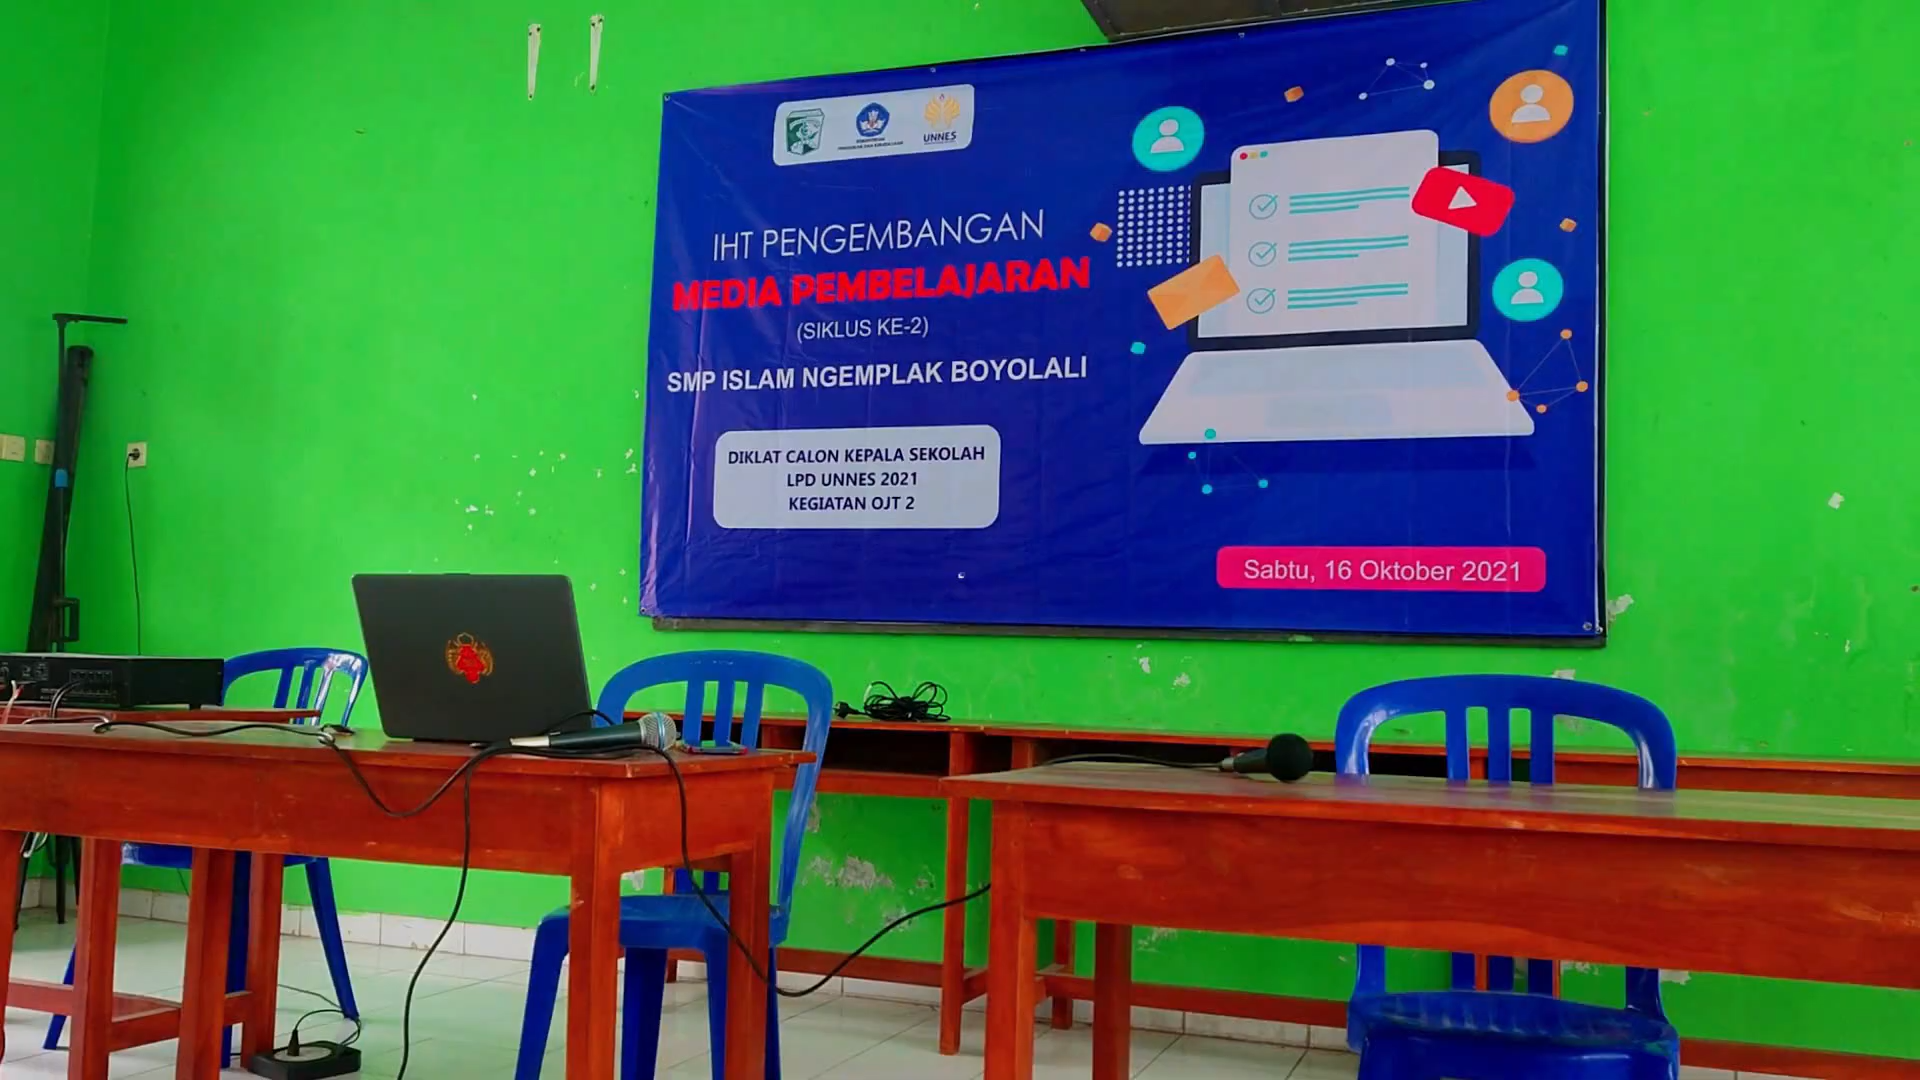 UNNES
IHT PENGEMBANGAN
MEDIA PEMBELAJARAN
(SIKLUS KE-2)
SMP ISLAM NGEMPLAK BOYOLALI
DIKLAT CALON KEPALA SEKOLAH
LPD UNNES 2021
KEGIATAN OJT 2
Sabtu, 16 Oktober 2021